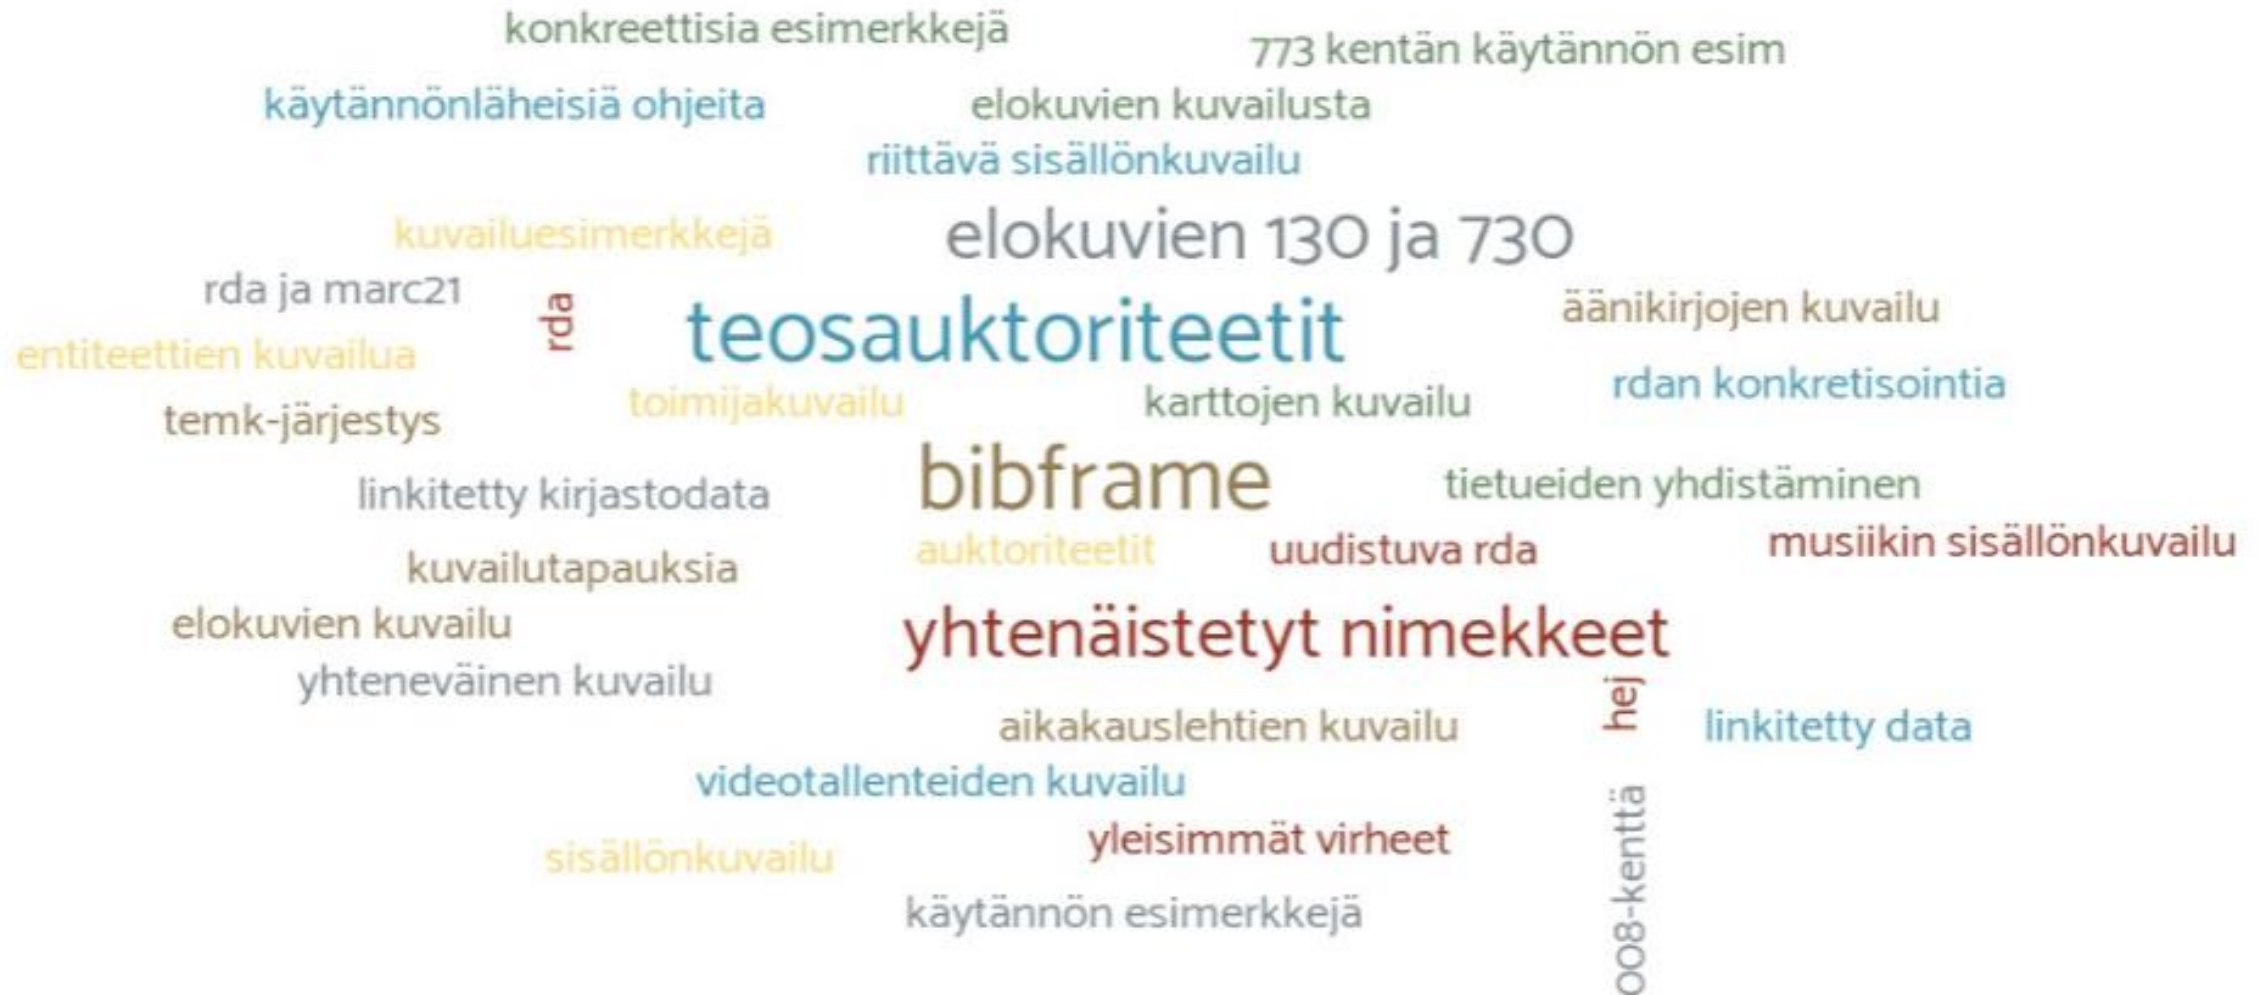 konkreettisia esimerkkejä
773 kentän käytännön esim
käytännönläheisiä ohjeita
elokuvien kuvailusta
riittävä sisällönkuvailu
kuvailuesimerkkejä
elokuvien 130 ja 730
rda ja marc21
rda
teosauktoriteetit
äänikirjojen kuvailu
entiteettien kuvailua
toimijakuvailu
karttojen kuvailu
rdan konkretisointia
temk-järjestys
linkitetty kirjastodata
bibframe
tietueiden yhdistäminen
kuvailutapauksia
auktoriteetit
uudistuva rda
musiikin sisällönkuvailu
elokuvien kuvailu
yhtenäistetyt nimekkeet
yhteneväinen kuvailu
hej
aikakauslehtien kuvailu
linkitetty data
videotallenteiden kuvailu
008-kenttä
sisällönkuvailu
yleisimmät virheet
käytännön esimerkkejä